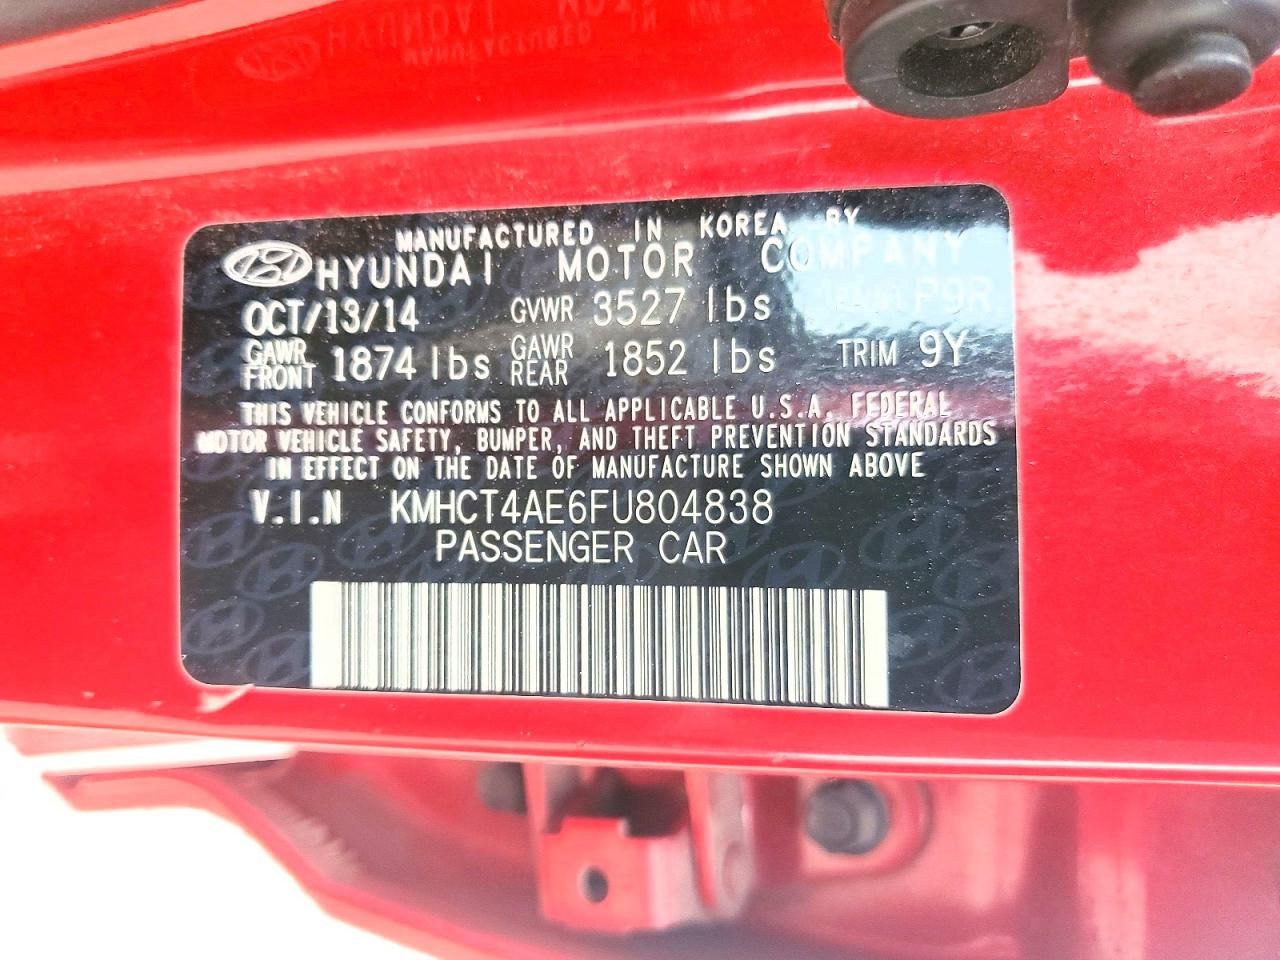 MANUFACTURED IN KOREA BY
HYUNDAI MOTOR COMPANY
OCT/13/14 GVWR 3527 lbs PAINT P9R
GAWR FRONT 1874 lbs GAWR REAR 1852 lbs TRIM 9Y
THIS VEHICLE CONFORMS TO ALL APPLICABLE U.S.A. FEDERAL
MOTOR VEHICLE SAFETY, BUMPER, AND THEFT PREVENTION STANDARDS
IN EFFECT ON THE DATE OF MANUFACTURE SHOWN ABOVE
V.I.N KMHCT4AE6FU804838
PASSENGER CAR